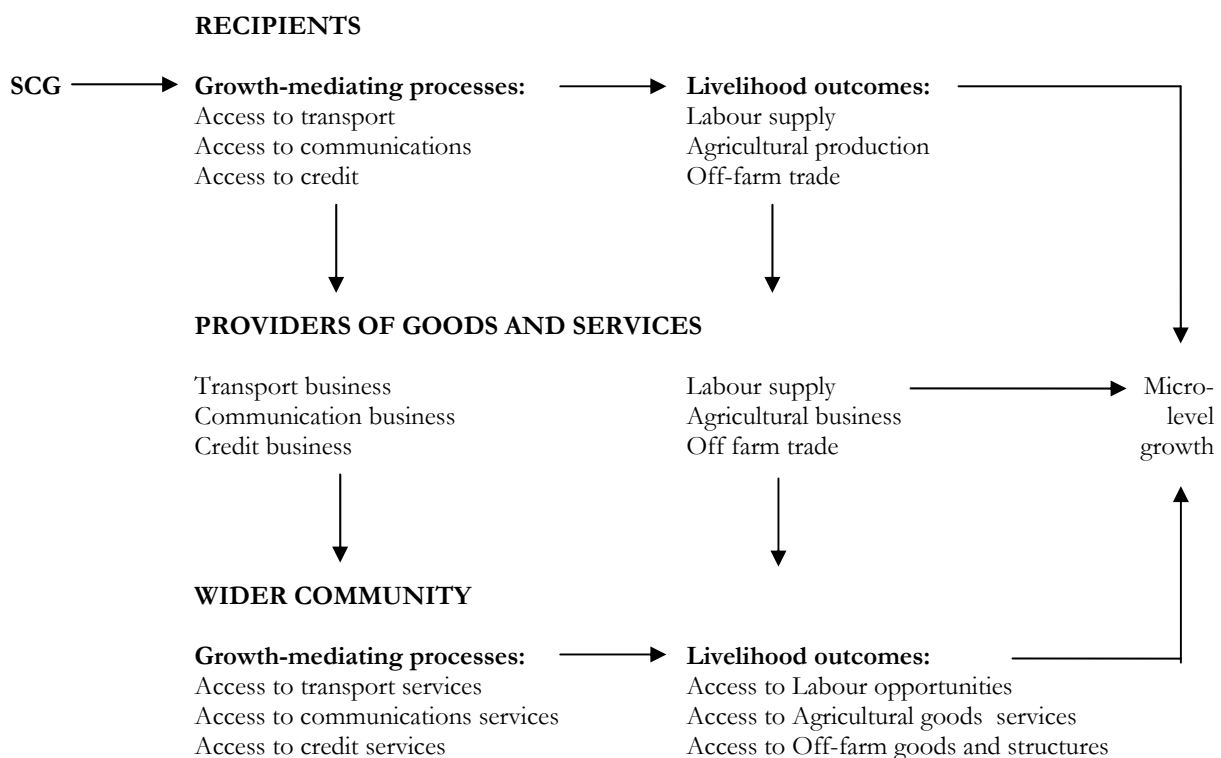 RECIPIENTS
SCG
Growth-mediating processes:
Access to transport
Access to communications
Access to credit
Livelihood outcomes:
Labour supply
Agricultural production
Off-farm trade
PROVIDERS OF GOODS AND SERVICES
Transport business
Communication business
Credit business
Labour supply
Agricultural business
Off farm trade
Micro-
level
growth
WIDER COMMUNITY
Growth-mediating processes:
Access to transport services
Access to communications services
Access to credit services
Livelihood outcomes:
Access to Labour opportunities
Access to Agricultural goods  services
Access to Off-farm goods and structures